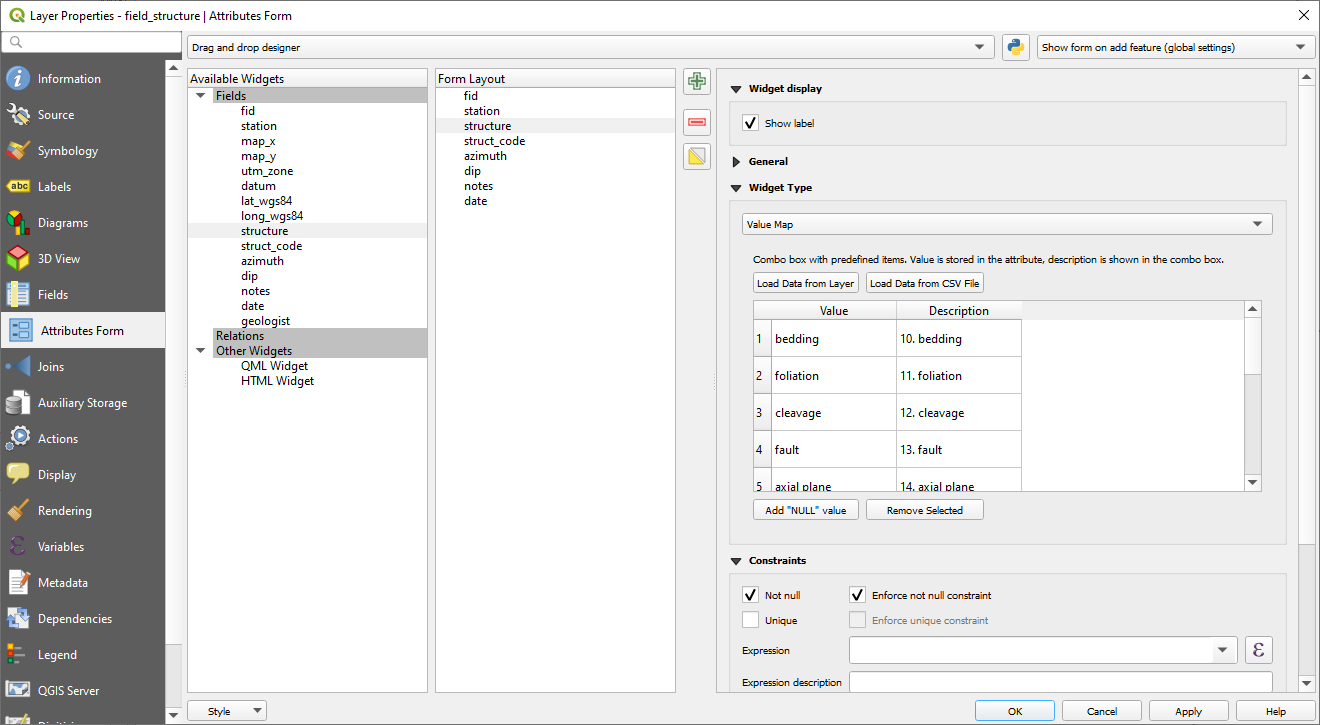 Layer Properties - field_structure | Attributes Form
Information
Source
Symbology
abc Labels
Diagrams
3D View
Fields
Attributes Form
Joins
Auxiliary Storage
Actions
Display
Rendering
Variables
Metadata
Dependencies
Legend
QGIS Server
Drag and drop designer
Show form on add feature (global settings)
Available Widgets
Fields
fid
station
map_x
map_y
utm_zone
datum
lat_wgs84
long_wgs84
structure
struct_code
azimuth
dip
notes
date
geologist
Relations
Other Widgets
QML Widget
HTML Widget
Form Layout
fid
station
structure
struct_code
azimuth
dip
notes
date
Widget display
Show label
General
Widget Type
Value Map
Combo box with predefined items. Value is stored in the attribute, description is shown in the combo box.
Load Data from Layer Load Data from CSV File
Value Description
1 bedding 10. bedding
2 foliation 11. foliation
3 cleavage 12. cleavage
4 fault 13. fault
5 axial plane 14. axial plane
Add "NULL" value Remove Selected
Constraints
Not null Enforce not null constraint
Unique Enforce unique constraint
Expression ε
Expression description
Style OK Cancel Apply Help